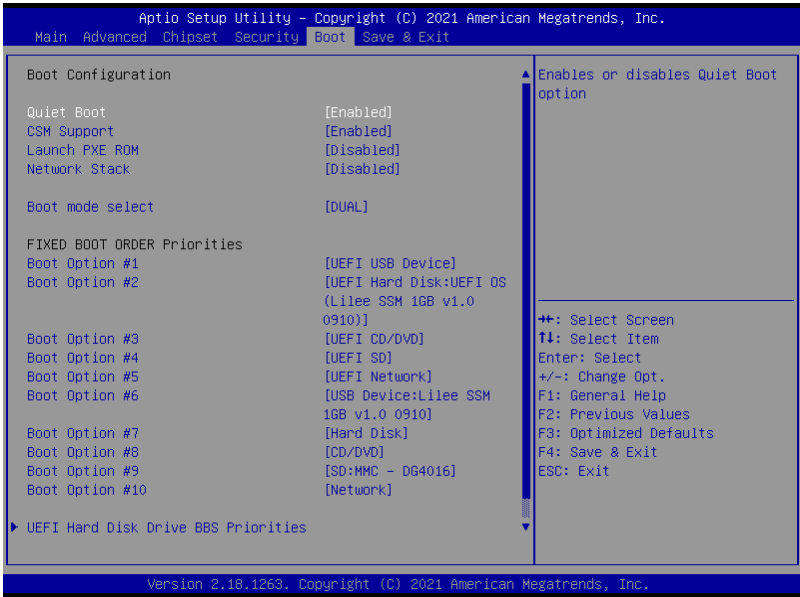 Aptio Setup Utility – Copyright (C) 2021 American Megatrends, Inc.
Main Advanced Chipset Security Boot Save & Exit
Boot Configuration
Quiet Boot [Enabled]
CSM Support [Enabled]
Launch PXE ROM [Disabled]
Network Stack [Disabled]
Boot mode select [DUAL]
FIXED BOOT ORDER Priorities
Boot Option #1 [UEFI USB Device]
Boot Option #2 [UEFI Hard Disk:UEFI OS
(Lilee SSM 1GB v1.0
0910)]
Boot Option #3 [UEFI CD/DVD]
Boot Option #4 [UEFI SD]
Boot Option #5 [UEFI Network]
Boot Option #6 [USB Device:Lilee SSM
1GB v1.0 0910]
Boot Option #7 [Hard Disk]
Boot Option #8 [CD/DVD]
Boot Option #9 [SD:MMC - DG4016]
Boot Option #10 [Network]
UEFI Hard Disk Drive BBS Priorities
Enables or disables Quiet Boot
option
→←: Select Screen
↑↓: Select Item
Enter: Select
+/-: Change Opt.
F1: General Help
F2: Previous Values
F3: Optimized Defaults
F4: Save & Exit
ESC: Exit
Version 2.18.1263. Copyright (C) 2021 American Megatrends, Inc.